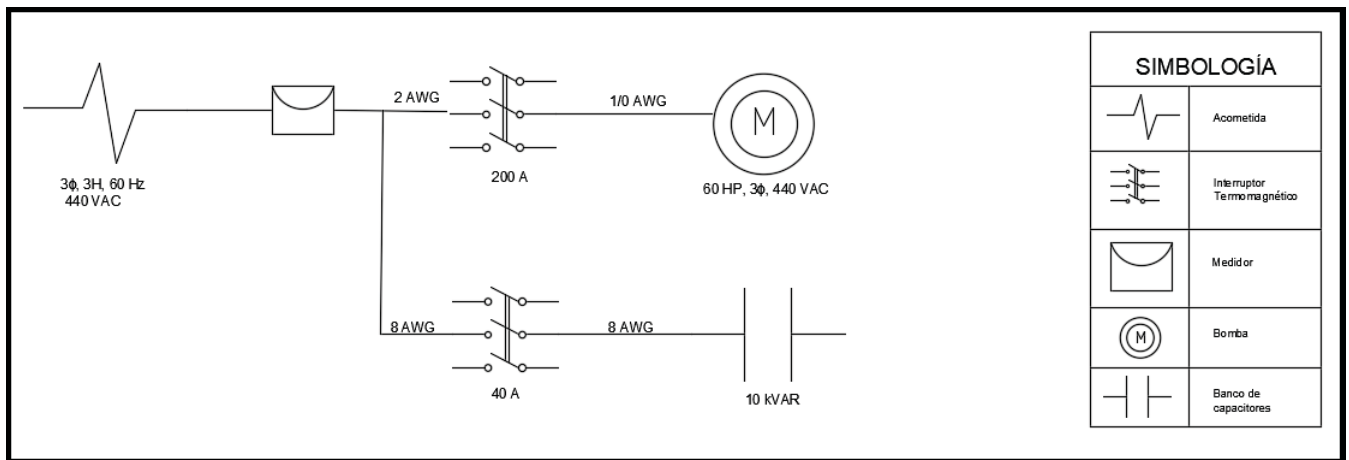 3ϕ, 3H, 60 Hz
440 VAC
2 AWG
200 A
1/0 AWG
M
60 HP, 3ϕ, 440 VAC
8 AWG
40 A
8 AWG
10 kVAR
SIMBOLOGÍA
Acometida
Interruptor
Termomagnético
Medidor
M
Bomba
Banco de
capacitores